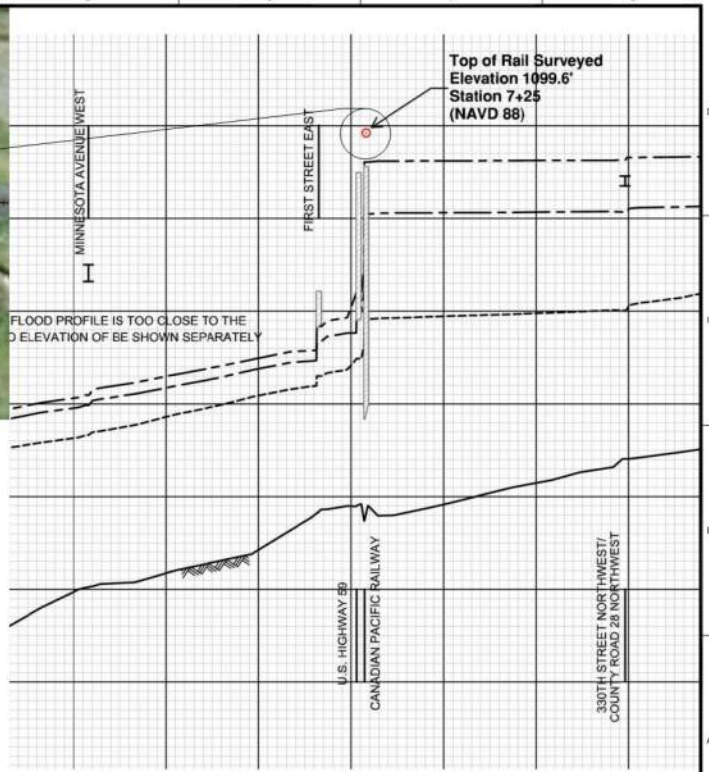 Top of Rail Surveyed
Elevation 1099.6'
Station 7+25
(NAVD 88)
MINNESOTA AVENUE WEST
FIRST STREET EAST
FLOOD PROFILE IS TOO CLOSE TO THE
ELEVATION OF BE SHOWN SEPARATELY
U.S. HIGHWAY 59
CANADIAN PACIFIC RAILWAY
330TH STREET NORTHWEST/
COUNTY ROAD 28 NORTHWEST